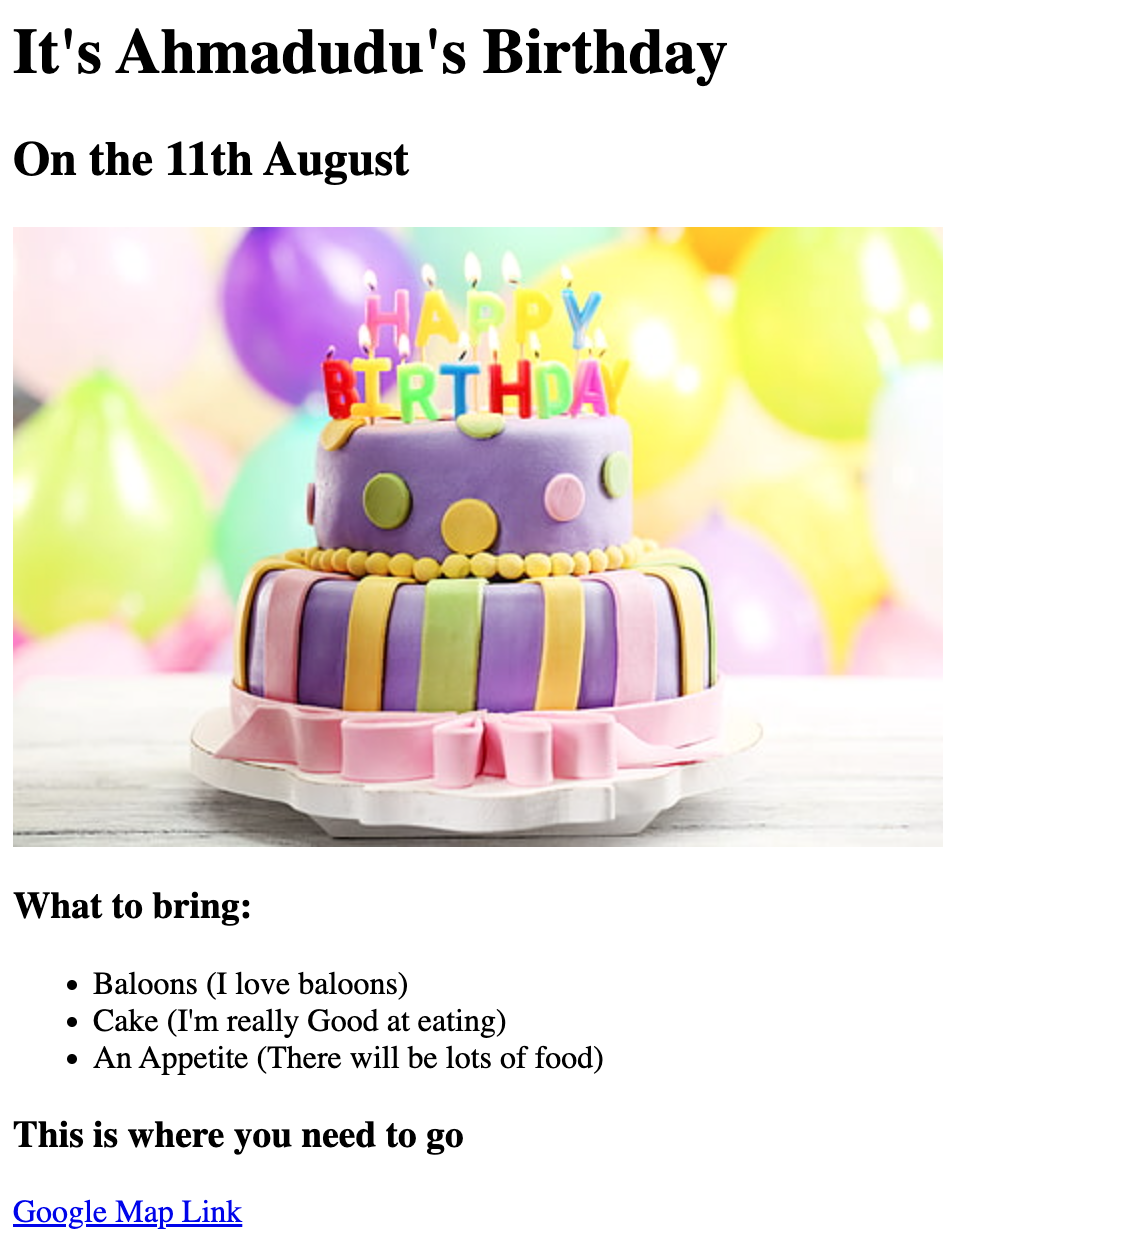 It's Ahmadudu's Birthday
On the 11th August
HAPPY
BIRTHDAY
What to bring:
Baloons (I love baloons)
Cake (I'm really Good at eating)
An Appetite (There will be lots of food)
This is where you need to go
Google Map Link